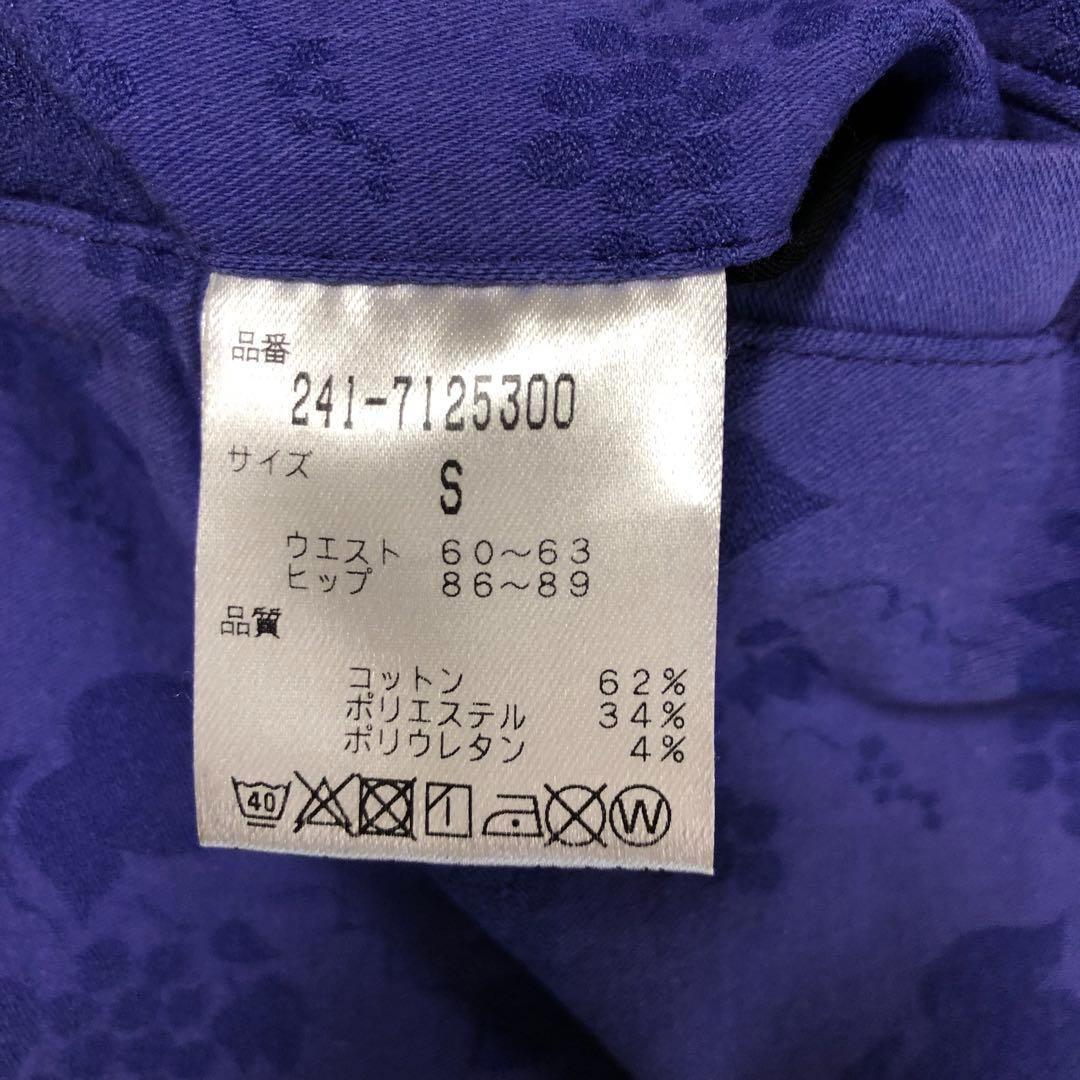 品番
241-7125300
サイズ
S
ウエスト 60～63
ヒップ 86～89
品質
コットン 62%
ポリエステル 34%
ポリウレタン 4%
40 W